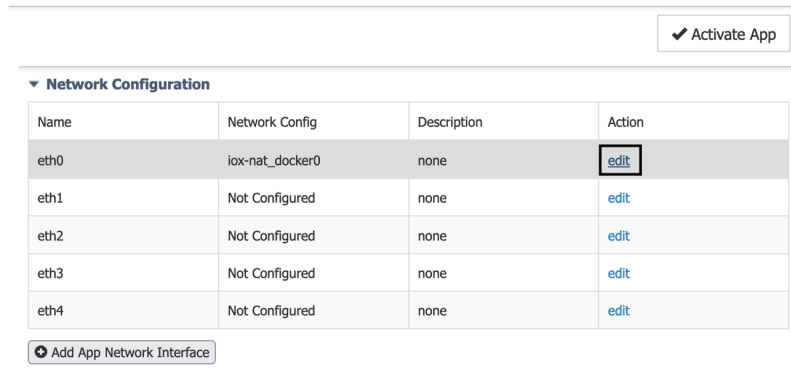 ✔ Activate App
Network Configuration
Name Network Config Description Action
eth0 iox-nat_docker0 none edit
eth1 Not Configured none edit
eth2 Not Configured none edit
eth3 Not Configured none edit
eth4 Not Configured none edit
Add App Network Interface